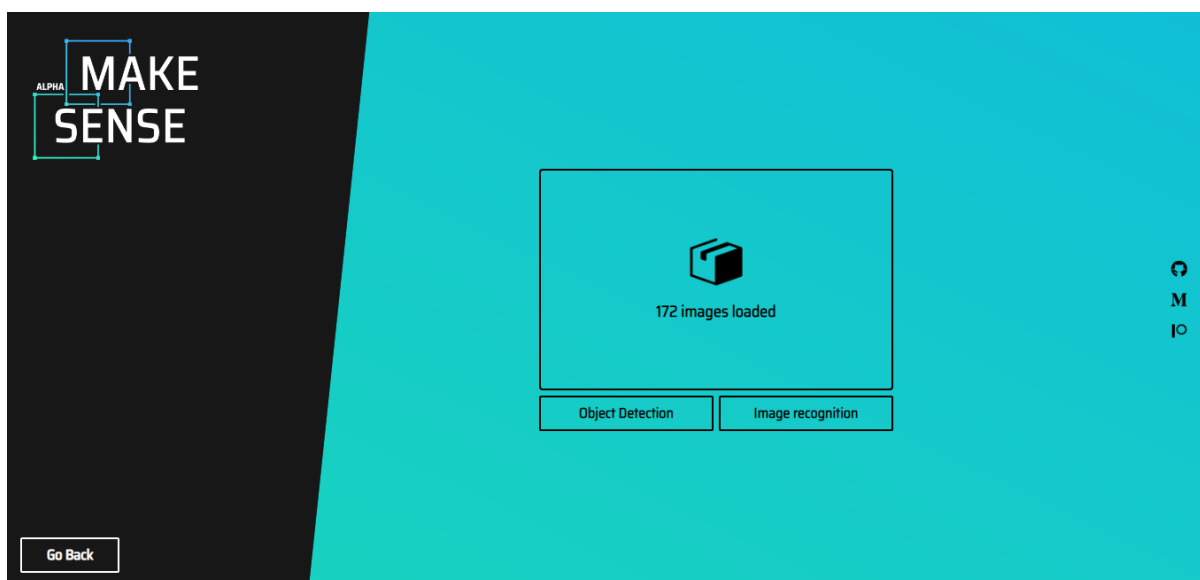 ALPHA
MAKE
SENSE
172 images loaded
Object Detection
Image recognition
M
Go Back